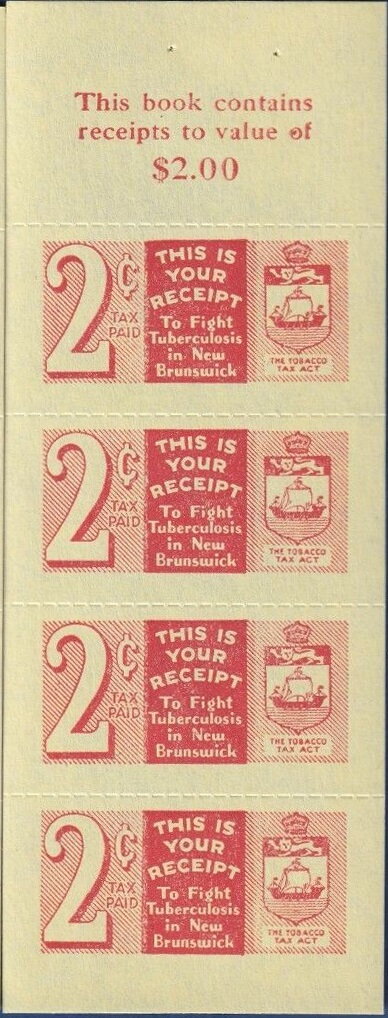 This book contains
receipts to value of
$2.00
2¢
TAX
PAID
THIS IS
YOUR
RECEIPT
To Fight
Tuberculosis
in New
Brunswick
THE TOBACCO
TAX ACT
2¢
TAX
PAID
THIS IS
YOUR
RECEIPT
To Fight
Tuberculosis
in New
Brunswick
THE TOBACCO
TAX ACT
2¢
TAX
PAID
THIS IS
YOUR
RECEIPT
To Fight
Tuberculosis
in New
Brunswick
THE TOBACCO
TAX ACT
2¢
TAX
PAID
THIS IS
YOUR
RECEIPT
To Fight
Tuberculosis
in New
Brunswick
THE TOBACCO
TAX ACT